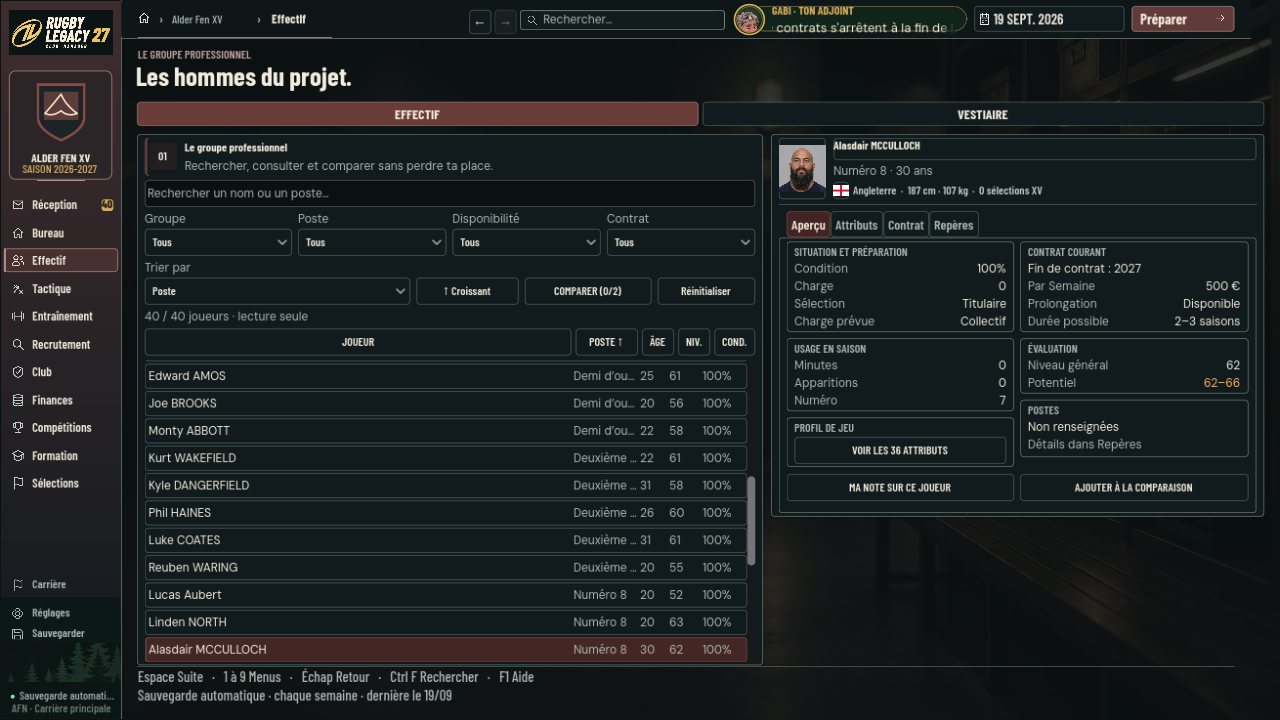 RUGBY
LEGACY 27
CLUB MANAGER
› Alder Fen XV › Effectif
← → Rechercher...
GABI · TON ADJOINT
contrats s'arrêtent à la fin de
19 SEPT. 2026
Préparer →
ALDER FEN XV
SAISON 2026-2027
Réception 40
Bureau
Effectif
Tactique
Entraînement
Recrutement
Club
Finances
Compétitions
Formation
Sélections
Carrière
Réglages
Sauvegarder
• Sauvegarde automati...
AFN · Carrière principale
LE GROUPE PROFESSIONNEL
Les hommes du projet.
EFFECTIF
VESTIAIRE
01
Le groupe professionnel
Rechercher, consulter et comparer sans perdre ta place.
Rechercher un nom ou un poste...
Groupe Poste Disponibilité Contrat
Tous Tous Tous Tous
Trier par
Poste ↑ Croissant COMPARER (0/2) Réinitialiser
40 / 40 joueurs · lecture seule
JOUEUR POSTE ↑ ÂGE NIV. COND.
Edward AMOS Demi d'ou... 25 61 100%
Joe BROOKS Demi d'ou... 20 56 100%
Monty ABBOTT Demi d'ou... 22 58 100%
Kurt WAKEFIELD Deuxième ... 22 61 100%
Kyle DANGERFIELD Deuxième ... 31 58 100%
Phil HAINES Deuxième ... 26 60 100%
Luke COATES Deuxième ... 31 61 100%
Reuben WARING Deuxième ... 20 55 100%
Lucas Aubert Numéro 8 20 52 100%
Linden NORTH Numéro 8 20 63 100%
Alasdair MCCULLOCH Numéro 8 30 62 100%
Alasdair MCCULLOCH
Numéro 8 · 30 ans
Angleterre · 187 cm · 107 kg · 0 sélections XV
Aperçu Attributs Contrat Repères
SITUATION ET PRÉPARATION
Condition 100%
Charge 0
Sélection Titulaire
Charge prévue Collectif
CONTRAT COURANT
Fin de contrat : 2027
Par Semaine 500 €
Prolongation Disponible
Durée possible 2–3 saisons
USAGE EN SAISON
Minutes 0
Apparitions 0
Numéro 7
ÉVALUATION
Niveau général 62
Potentiel 62–66
PROFIL DE JEU
VOIR LES 36 ATTRIBUTS
POSTES
Non renseignées
Détails dans Repères
MA NOTE SUR CE JOUEUR
AJOUTER À LA COMPARAISON
Espace Suite · 1 à 9 Menus · Échap Retour · Ctrl F Rechercher · F1 Aide
Sauvegarde automatique · chaque semaine · dernière le 19/09